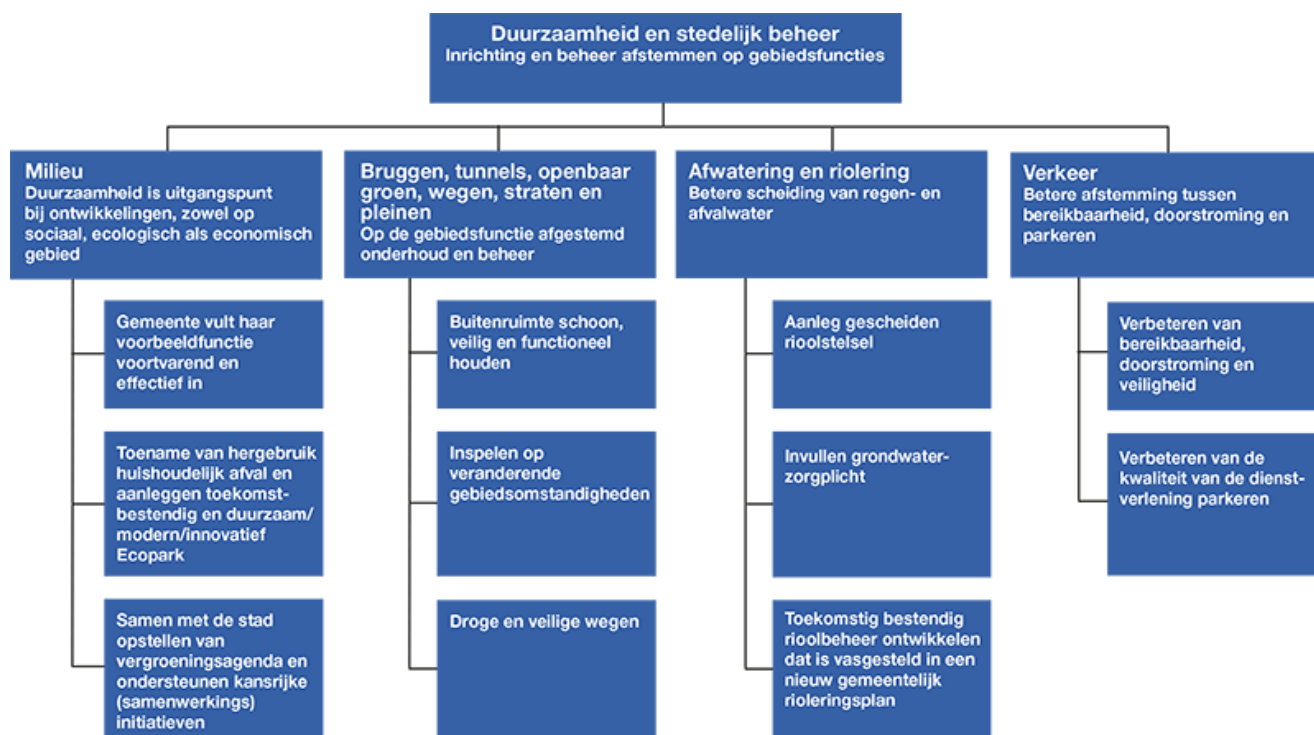 Duurzaamheid en stedelijk beheer
Inrichting en beheer afstemmen op gebiedsfuncties
Milieu
Duurzaamheid is uitgangspunt
bij ontwikkelingen, zowel op
sociaal, ecologisch als economisch
gebied
Gemeente vult haar
voorbeeldfunctie
voortvarend en
effectief in
Toename van hergebruik
huishoudelijk afval en
aanleggen toekomst-
bestendig en duurzaam/
modern/innovatief
Ecopark
Samen met de stad
opstellen van
vergroeningsagenda en
ondersteunen kansrijke
(samenwerkings)
initiatieven
Bruggen, tunnels, openbaar
groen, wegen, straten en
pleinen
Op de gebiedsfunctie afgestemd
onderhoud en beheer
Buitenruimte schoon,
veilig en functioneel
houden
Inspelen op
veranderende
gebiedsomstandigheden
Droge en veilige wegen
Afwatering en riolering
Betere scheiding van regen- en
afvalwater
Aanleg gescheiden
rioolstelsel
Invullen grondwater-
zorgplicht
Toekomstig bestendig
rioolbeheer ontwikkelen
dat is vasgesteld in een
nieuw gemeentelijk
rioleringsplan
Verkeer
Betere afstemming tussen
bereikbaarheid, doorstroming en
parkeren
Verbeteren van
bereikbaarheid,
doorstroming en
veiligheid
Verbeteren van de
kwaliteit van de dienst-
verlening parkeren